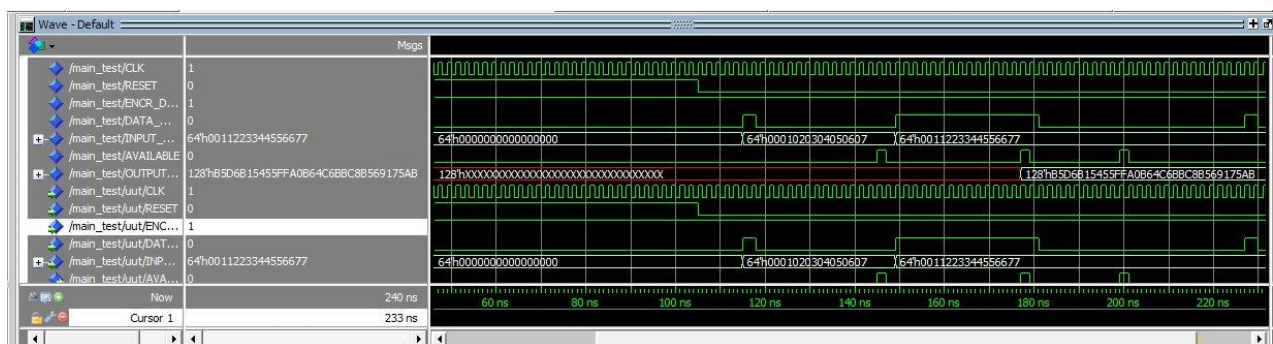 Wave - Default
Msgs
/main_test/CLK 1
/main_test/RESET 0
/main_test/ENCR_D... 1
/main_test/DATA_... 0
/main_test/INPUT_... 64'h0011223344556677 64'h0000000000000000 64'h0001020304050607 64'h0011223344556677
/main_test/AVAILABLE 0
/main_test/OUTPUT... 128'hB5D6B15455FFA0B64C6BBC8B569175AB 128'hXXXXXXXXXXXXXXXXXXXXXXXXXXXXXXXX 128'hB5D6B15455FFA0B64C6BBC8B569175AB
/main_test/uut/CLK 1
/main_test/uut/RESET 0
/main_test/uut/ENC... 1
/main_test/uut/DAT... 0
/main_test/uut/INP... 64'h0011223344556677 64'h0000000000000000 64'h0001020304050607 64'h0011223344556677
/main_test/uut/AVA... 0
Now 240 ns 60 ns 80 ns 100 ns 120 ns 140 ns 160 ns 180 ns 200 ns 220 ns
Cursor 1 233 ns